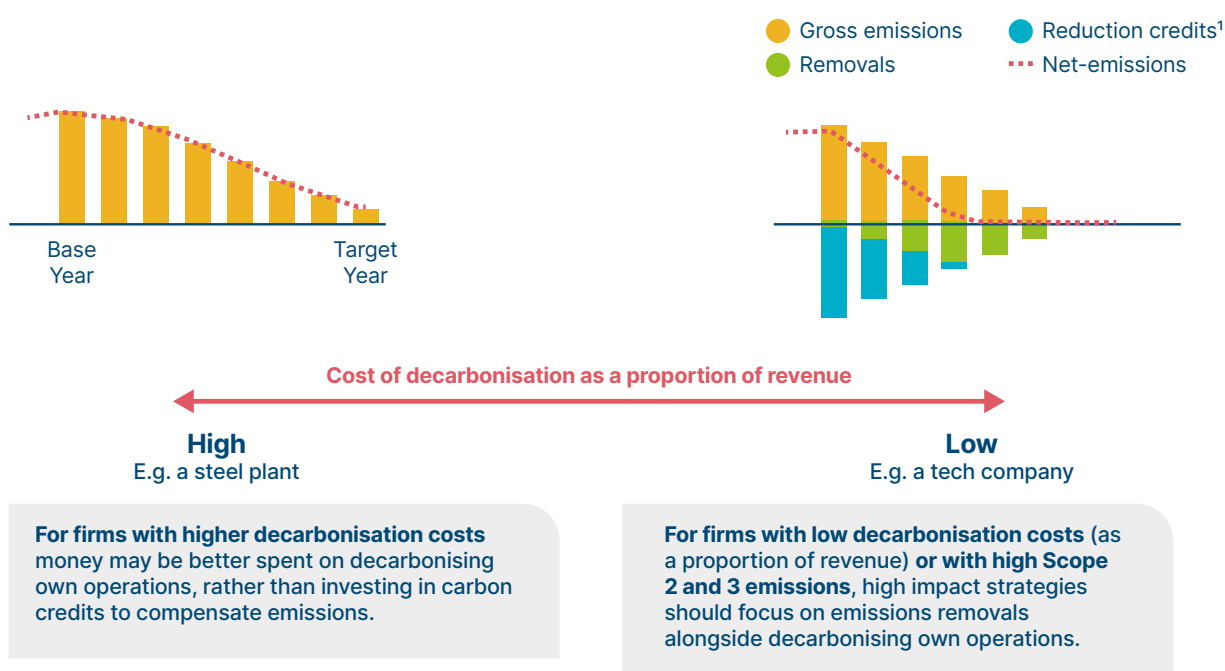 Gross emissions
Reduction credits¹
Removals
Net-emissions
Base
Year
Target
Year
Cost of decarbonisation as a proportion of revenue
High
E.g. a steel plant
Low
E.g. a tech company
For firms with higher decarbonisation costs
money may be better spent on decarbonising
own operations, rather than investing in carbon
credits to compensate emissions.
For firms with low decarbonisation costs (as
a proportion of revenue) or with high Scope
2 and 3 emissions, high impact strategies
should focus on emissions removals
alongside decarbonising own operations.